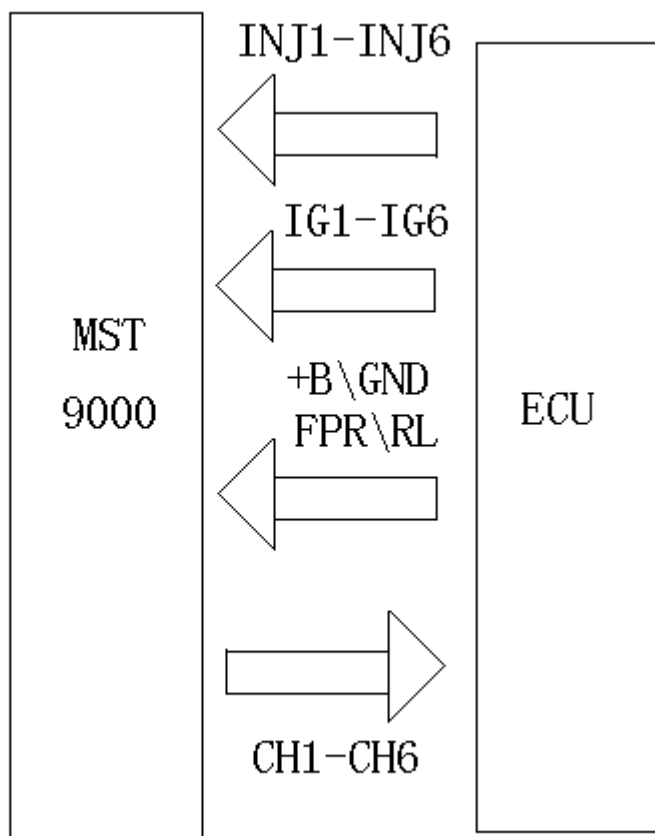 INJ1-INJ6
IG1-IG6
MST
9000
+B\GND
FPR\RL
ECU
CH1-CH6